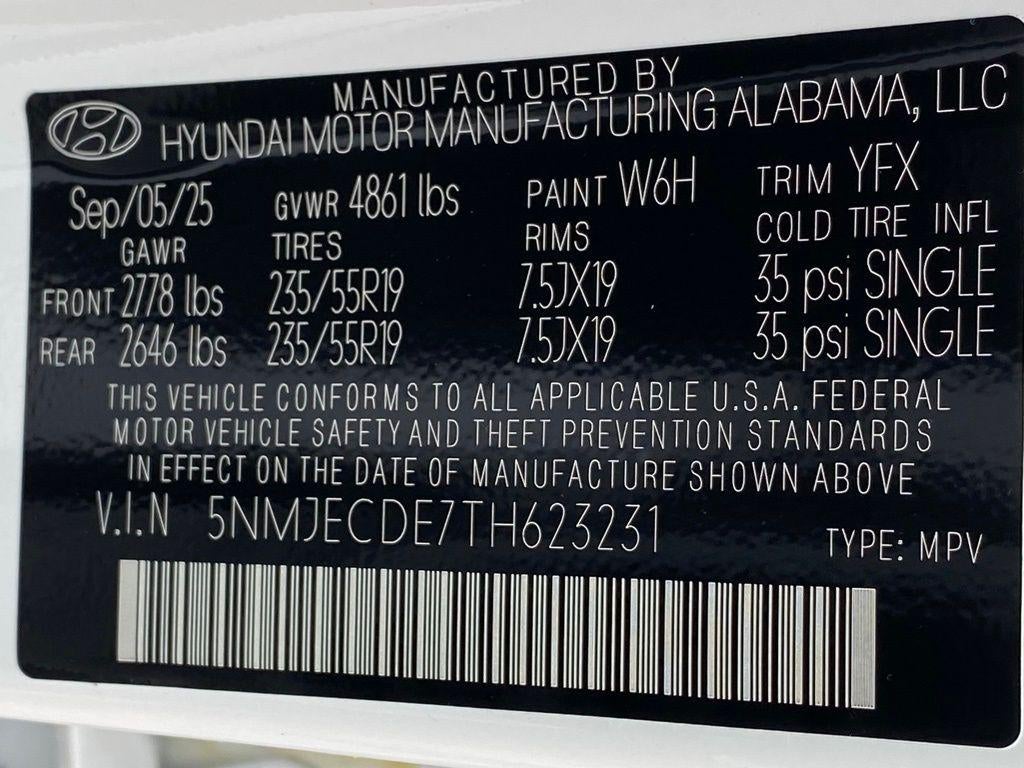 MANUFACTURED BY
HYUNDAI MOTOR MANUFACTURING ALABAMA, LLC
Sep/05/25 GVWR 4861 lbs PAINT W6H TRIM YFX
GAWR TIRES RIMS COLD TIRE INFL
FRONT 2778 lbs 235/55R19 7.5JX19 35 psi SINGLE
REAR 2646 lbs 235/55R19 7.5JX19 35 psi SINGLE
THIS VEHICLE CONFORMS TO ALL APPLICABLE U.S.A. FEDERAL
MOTOR VEHICLE SAFETY AND THEFT PREVENTION STANDARDS
IN EFFECT ON THE DATE OF MANUFACTURE SHOWN ABOVE
V.I.N 5NMJECDE7TH623231 TYPE: MPV